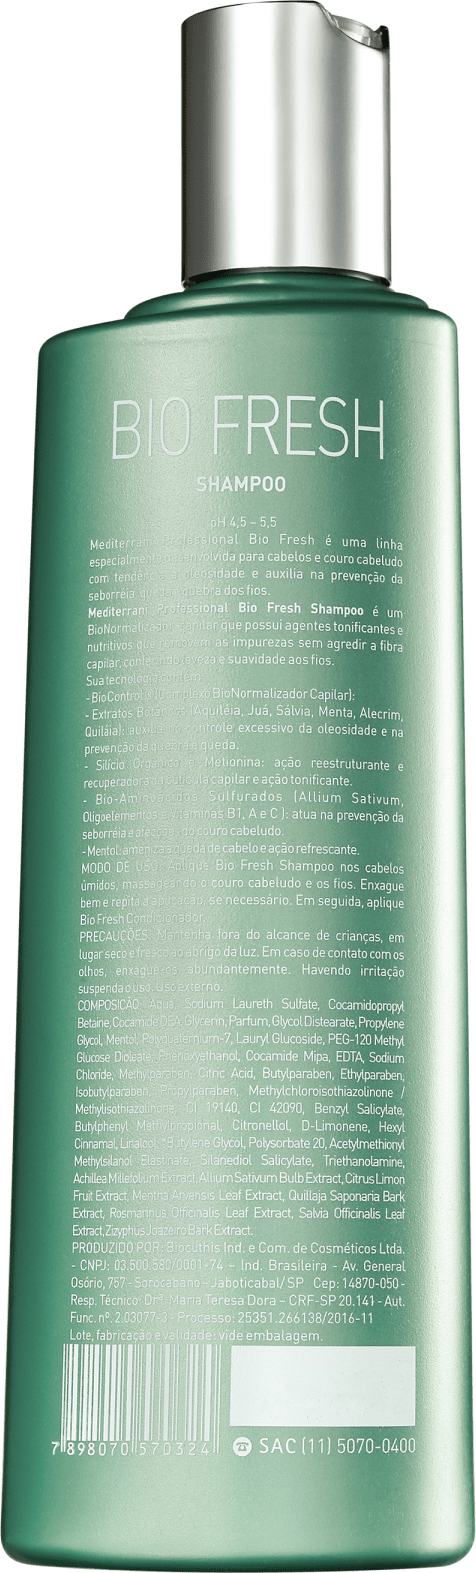 BIO FRESH
SHAMPOO
pH 4,5 – 5,5
Mediterrani Professional Bio Fresh é uma linha
especialmente desenvolvida para cabelos e couro cabeludo
com tendência a oleosidade e auxilia na prevenção da
seborréia, queda e quebra dos fios.
Mediterrani Professional Bio Fresh Shampoo é um
BioNormalizador Capilar que possui agentes tonificantes e
nutritivos que removem as impurezas sem agredir a fibra
capilar, conferindo leveza e suavidade aos fios.
Sua tecnologia contém:
- BioControl's (Complexo BioNormalizador Capilar):
- Extratos Botânicos (Aquiléia, Juá, Sálvia, Menta, Alecrim,
Quiláia): auxilia no controle excessivo da oleosidade e na
prevenção da quebra e queda.
- Silício Orgânico e Metionina: ação reestruturante e
recuperadora da cutícula capilar e ação tonificante.
- Bio-Aminoácidos Sulfurados (Allium Sativum,
Oligoelementos e Vitaminas B1, A e C ): atua na prevenção da
seborréia e afecções do couro cabeludo.
- Mentol: ameniza a queda de cabelo e ação refrescante.
MODO DE USO: Aplique Bio Fresh Shampoo nos cabelos
úmidos, massageando o couro cabeludo e os fios. Enxague
bem e repita a aplicação, se necessário. Em seguida, aplique
Bio Fresh Condicionador.
PRECAUÇÕES: Mantenha fora do alcance de crianças, em
lugar seco e fresco ao abrigo da luz. Em caso de contato com os
olhos, enxague-os abundantemente. Havendo irritação
suspenda o uso. Uso externo.
COMPOSIÇÃO: Aqua, Sodium Laureth Sulfate, Cocamidopropyl
Betaine, Cocamide DEA, Glycerin, Parfum, Glycol Distearate, Propylene
Glycol, Mentol, Polyquaternium-7, Lauryl Glucoside, PEG-120 Methyl
Glucose Dioleate, Phenoxyethanol, Cocamide Mipa, EDTA, Sodium
Chloride, Methylparaben, Citric Acid, Butylparaben, Ethylparaben,
Isobutylparaben, Propylparaben, Methylchloroisothiazolinone /
Methylisothiazolinone, CI 19140, CI 42090, Benzyl Salicylate,
Butylphenyl Methylpropional, Citronellol, D-Limonene, Hexyl
Cinnamal, Linalool, *Butylene Glycol, Polysorbate 20, Acetylmethionyl
Methylsilanol Elastinate, Silanediol Salicylate, Triethanolamine,
Achillea Millefolium Extract, Allium Sativum Bulb Extract, Citrus Limon
Fruit Extract, Mentha Arvensis Leaf Extract, Quillaja Saponaria Bark
Extract, Rosmarinus Officinalis Leaf Extract, Salvia Officinalis Leaf
Extract, Zizyphus Joazeiro Bark Extract.
PRODUZIDO POR: Biocuthis Ind. e Com. de Cosméticos Ltda.
- CNPJ: 03.500.580/0001-74 – Ind. Brasileira - Av. General
Osório, 757 - Sorocabano – Jaboticabal/SP Cep: 14870-050 -
Resp. Técnico: Drª. Maria Teresa Dora – CRF-SP 20.141 - Aut.
Func. nº. 2.03077-3 - Processo: 25351.266138/2016-11
Lote, fabricação e validade: vide embalagem.
7 898070 570324
SAC (11) 5070-0400